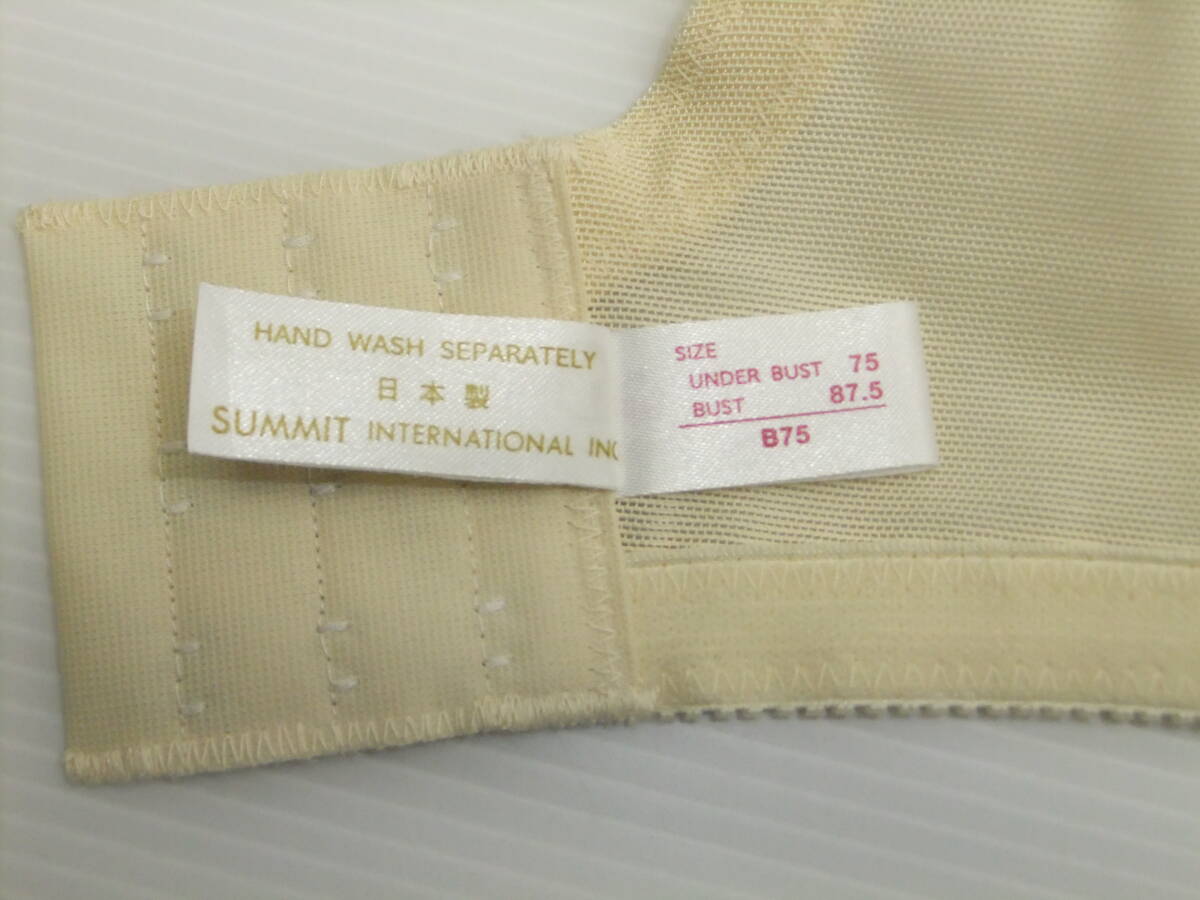 HAND WASH SEPARATELY
日本製
SUMMIT INTERNATIONAL INC
SIZE
UNDER BUST 75
BUST 87.5
B75